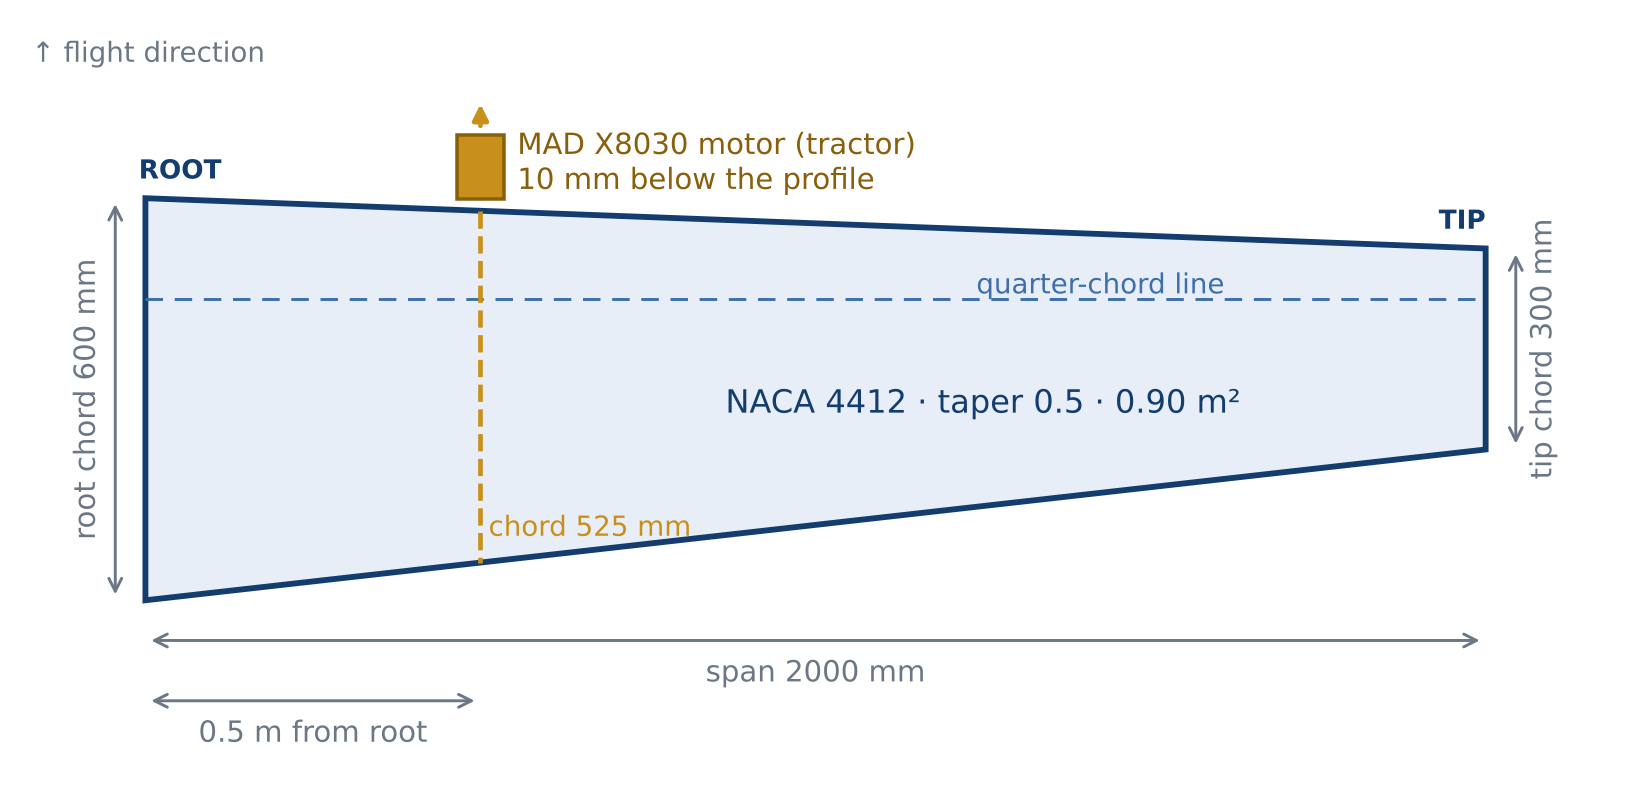 ↑ flight direction
MAD X8030 motor (tractor)
10 mm below the profile
ROOT
TIP
quarter-chord line
root chord 600 mm
tip chord 300 mm
NACA 4412 · taper 0.5 · 0.90 m²
chord 525 mm
span 2000 mm
0.5 m from root